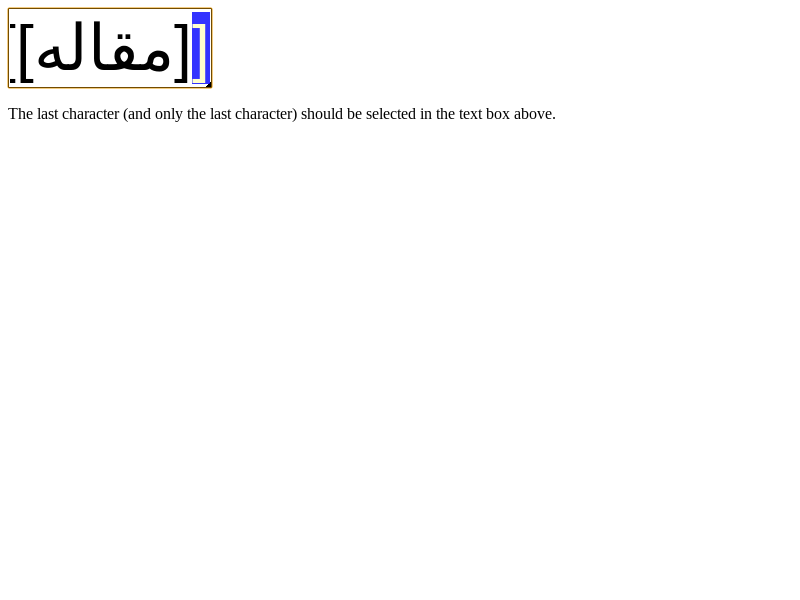 [[مقاله]]
The last character (and only the last character) should be selected in the text box above.